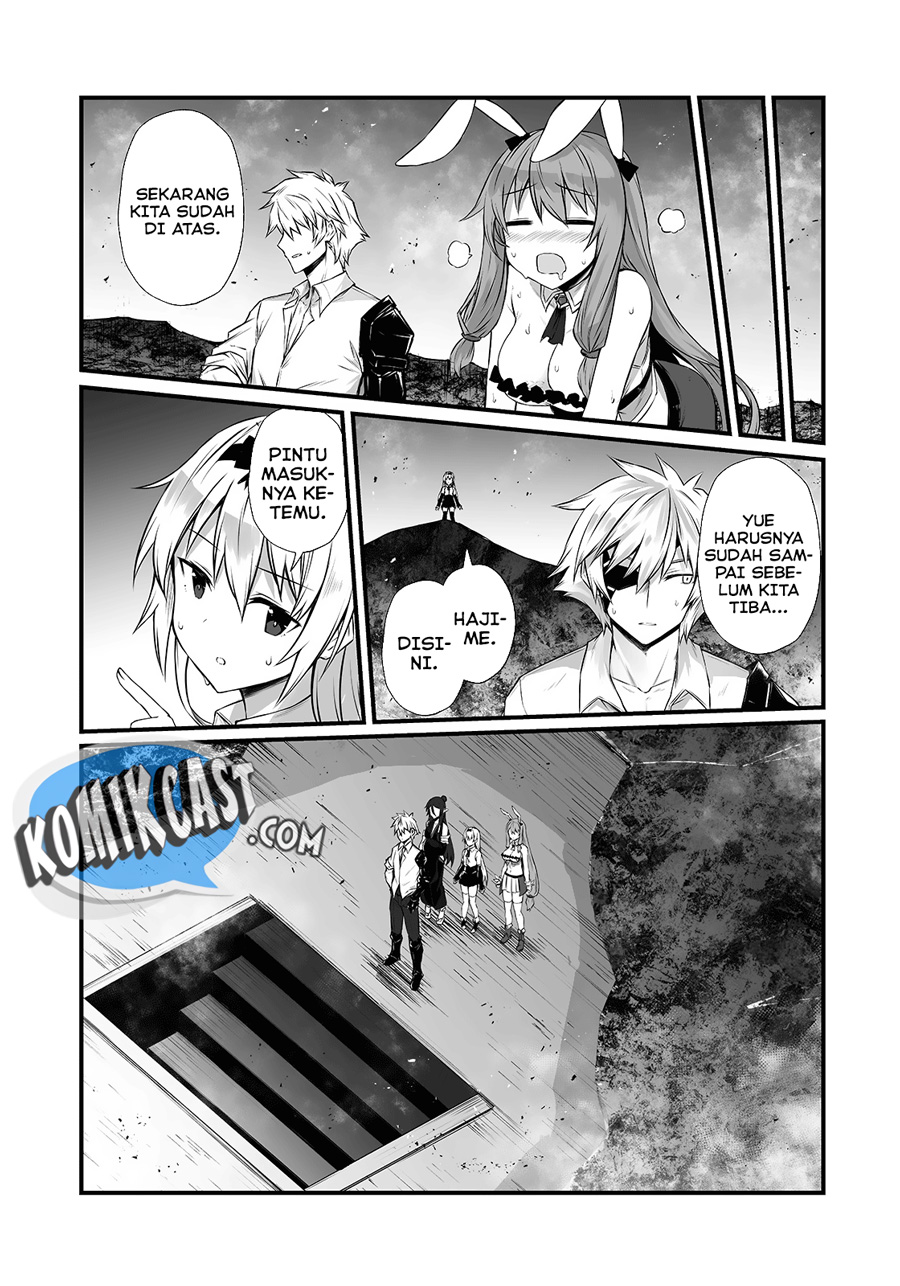 SEKARANG
KITA SUDAH
DI ATAS.
YUE
HARUSNYA
SUDAH SAM-
PAI SEBE-
LUM KITA
TIBA...
HAJI-
ME.
DISI-
NI.
PINTU
MASUK-
NYA KE-
TEMU.
KOMIKCAST
.COM